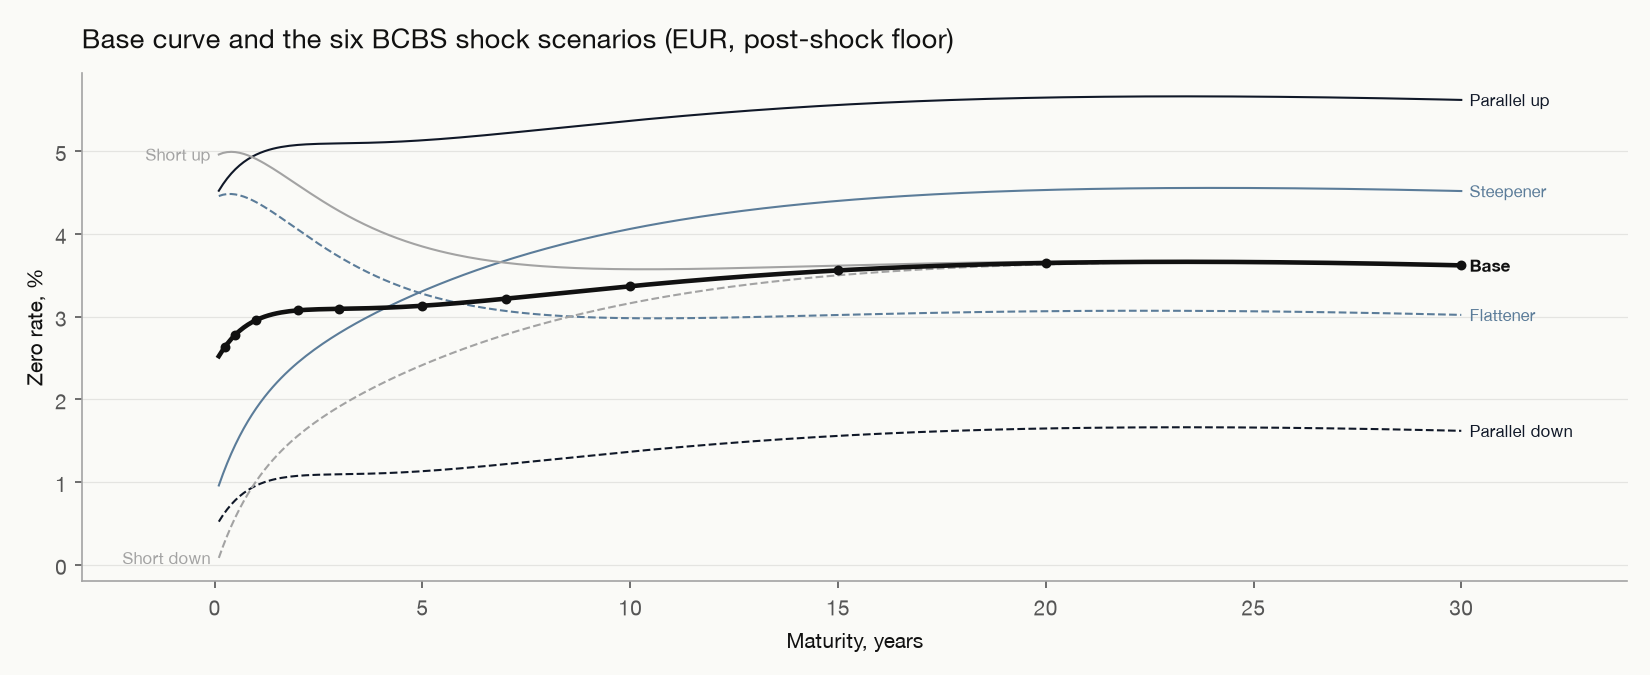 Base curve and the six BCBS shock scenarios (EUR, post-shock floor)
Zero rate, %
5
4
3
2
1
0
Short up
Short down
Parallel up
Steepener
Base
Flattener
Parallel down
0 5 10 15 20 25 30
Maturity, years